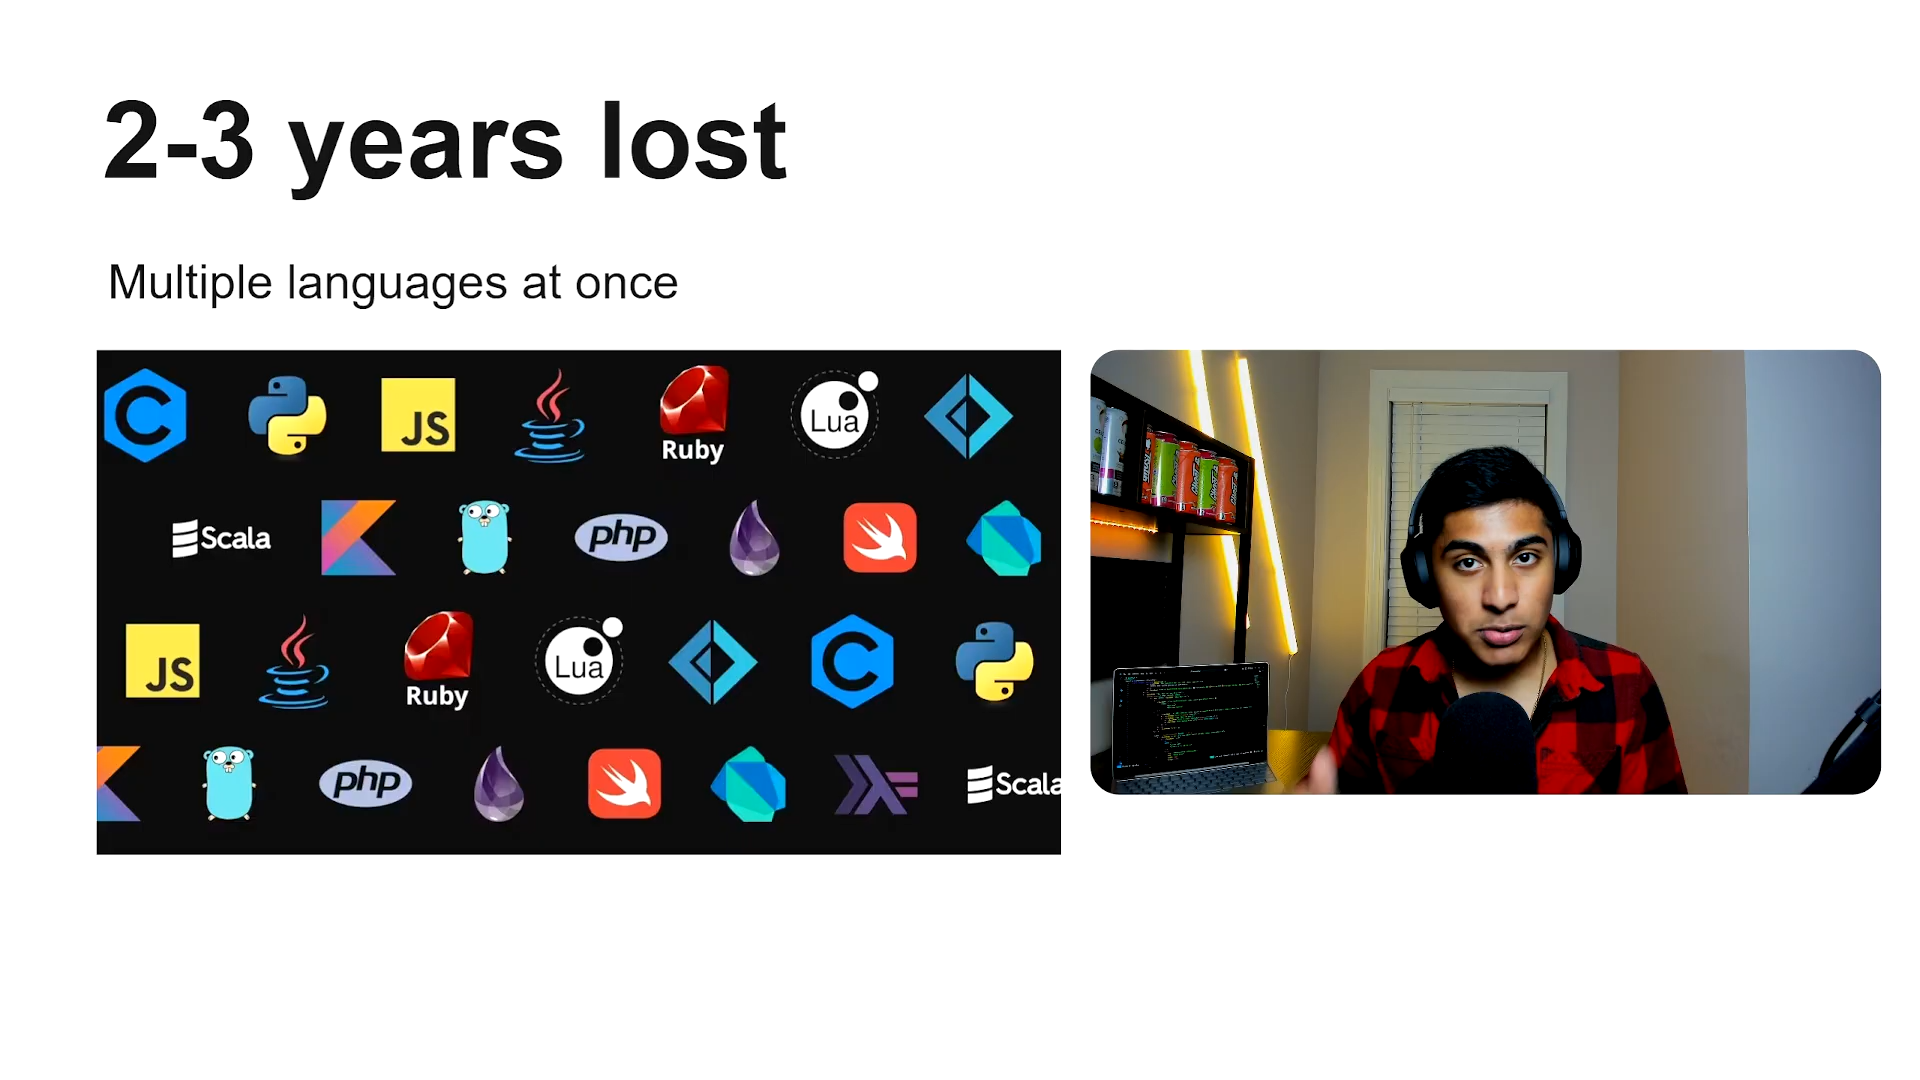 2-3 years lost
Multiple languages at once
C JS Ruby Lua
Scala php
JS Ruby Lua C
php Scala